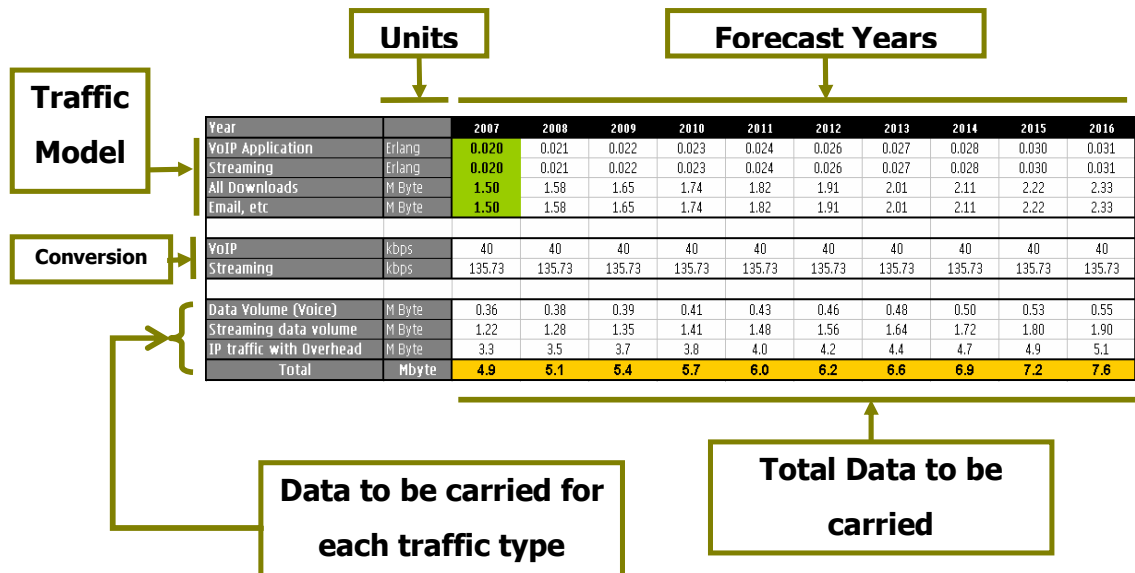 Units
Forecast Years
Traffic
Model
Year 2007 2008 2009 2010 2011 2012 2013 2014 2015 2016
VoIP Application Erlang 0.020 0.021 0.022 0.023 0.024 0.026 0.027 0.028 0.030 0.031
Streaming Erlang 0.020 0.021 0.022 0.023 0.024 0.026 0.027 0.028 0.030 0.031
All Downloads M Byte 1.50 1.58 1.65 1.74 1.82 1.91 2.01 2.11 2.22 2.33
Email, etc M Byte 1.50 1.58 1.65 1.74 1.82 1.91 2.01 2.11 2.22 2.33
Conversion
VoIP kbps 40 40 40 40 40 40 40 40 40 40
Streaming kbps 135.73 135.73 135.73 135.73 135.73 135.73 135.73 135.73 135.73 135.73
Data Volume (Voice) M Byte 0.36 0.38 0.39 0.41 0.43 0.46 0.48 0.50 0.53 0.55
Streaming data volume M Byte 1.22 1.28 1.35 1.41 1.48 1.56 1.64 1.72 1.80 1.90
IP traffic with Overhead M Byte 3.3 3.5 3.7 3.8 4.0 4.2 4.4 4.7 4.9 5.1
Total Mbyte 4.9 5.1 5.4 5.7 6.0 6.2 6.6 6.9 7.2 7.6
Data to be carried for
each traffic type
Total Data to be
carried